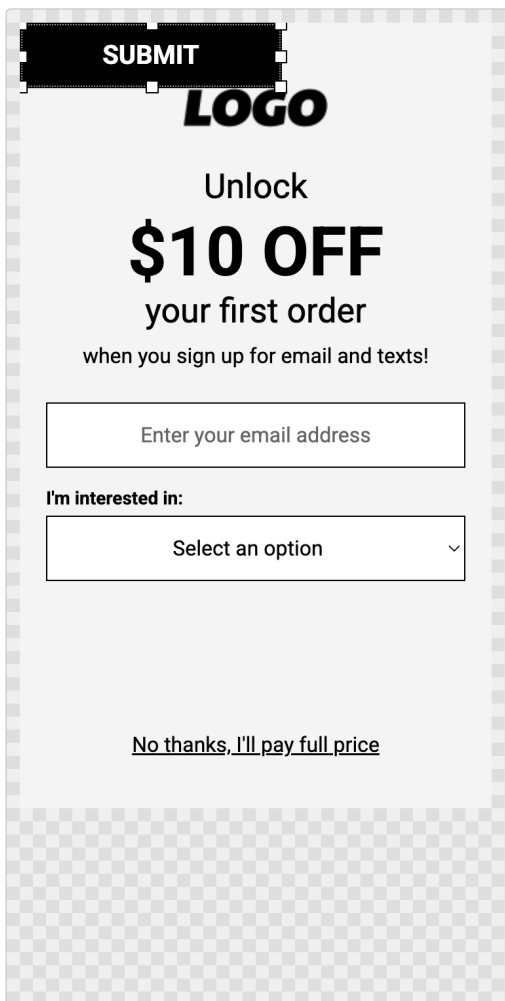 SUBMIT
LOGO
Unlock
$10 OFF
your first order
when you sign up for email and texts!
Enter your email address
I'm interested in:
Select an option
No thanks, I'll pay full price